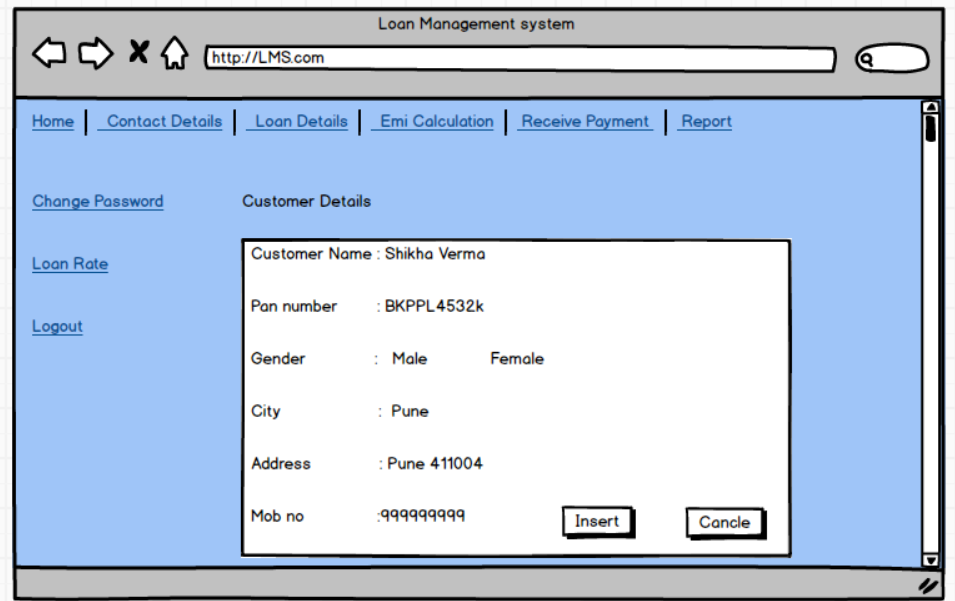 Loan Management system
http://LMS.com
Home Contact Details Loan Details Emi Calculation Receive Payment Report
Change Password
Customer Details
Loan Rate
Logout
Customer Name : Shikha Verma
Pan number : BKPPL4532k
Gender : Male Female
City : Pune
Address : Pune 411004
Mob no :999999999
Insert Cancle